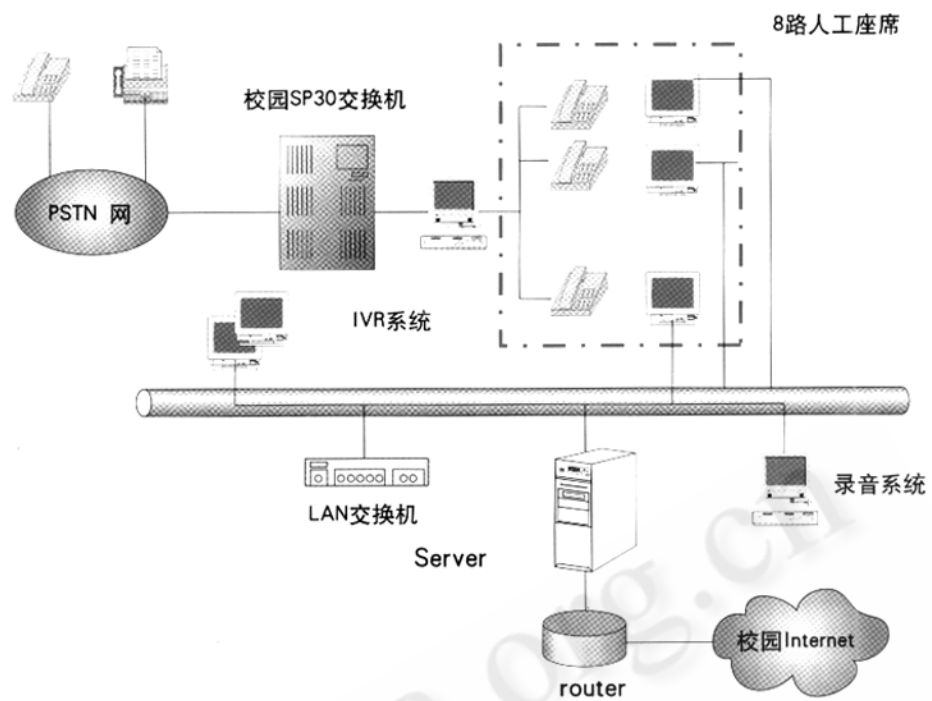 8路人工座席
校园SP30交换机
PSTN 网
IVR系统
LAN交换机
录音系统
Server
校园Internet
router
org.cn